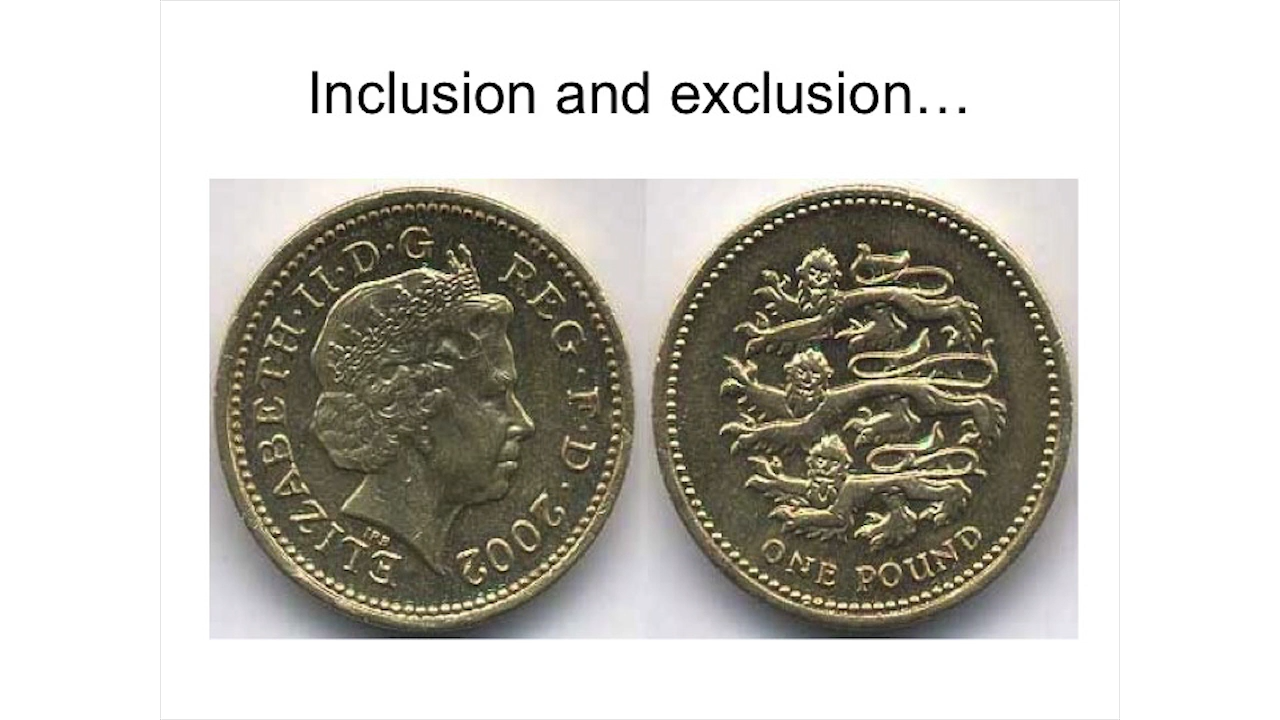 Inclusion and exclusion…
ELIZABETH·II·D·G REG·F·D·2002
IRB
ONE POUND